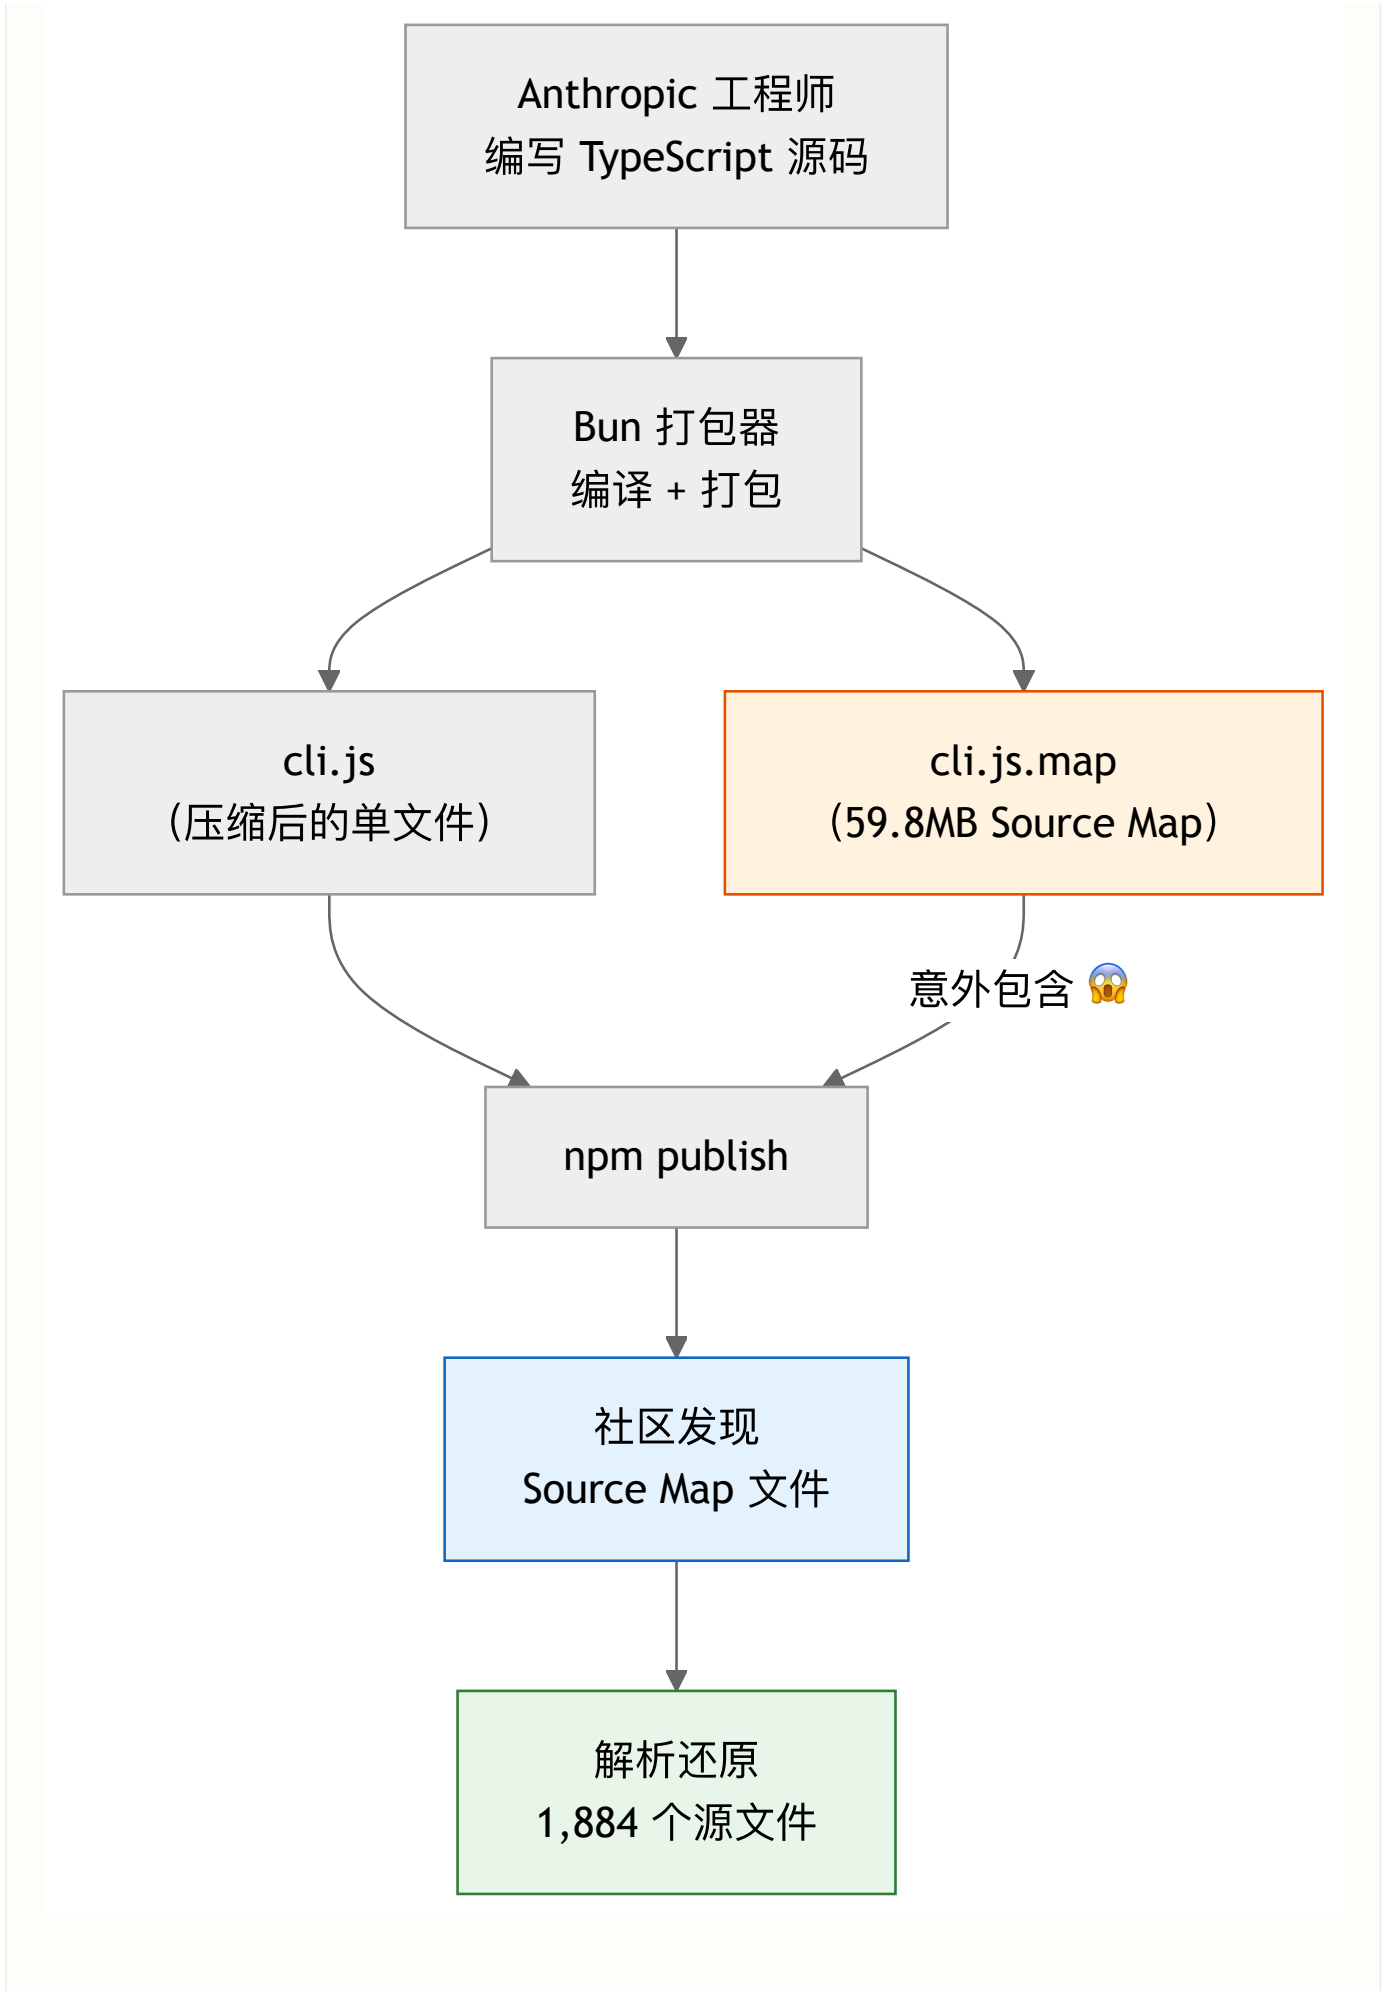 Anthropic 工程师
编写 TypeScript 源码
Bun 打包器
编译 + 打包
cli.js
（压缩后的单文件）
cli.js.map
（59.8MB Source Map）
意外包含 😱
npm publish
社区发现
Source Map 文件
解析还原
1,884 个源文件